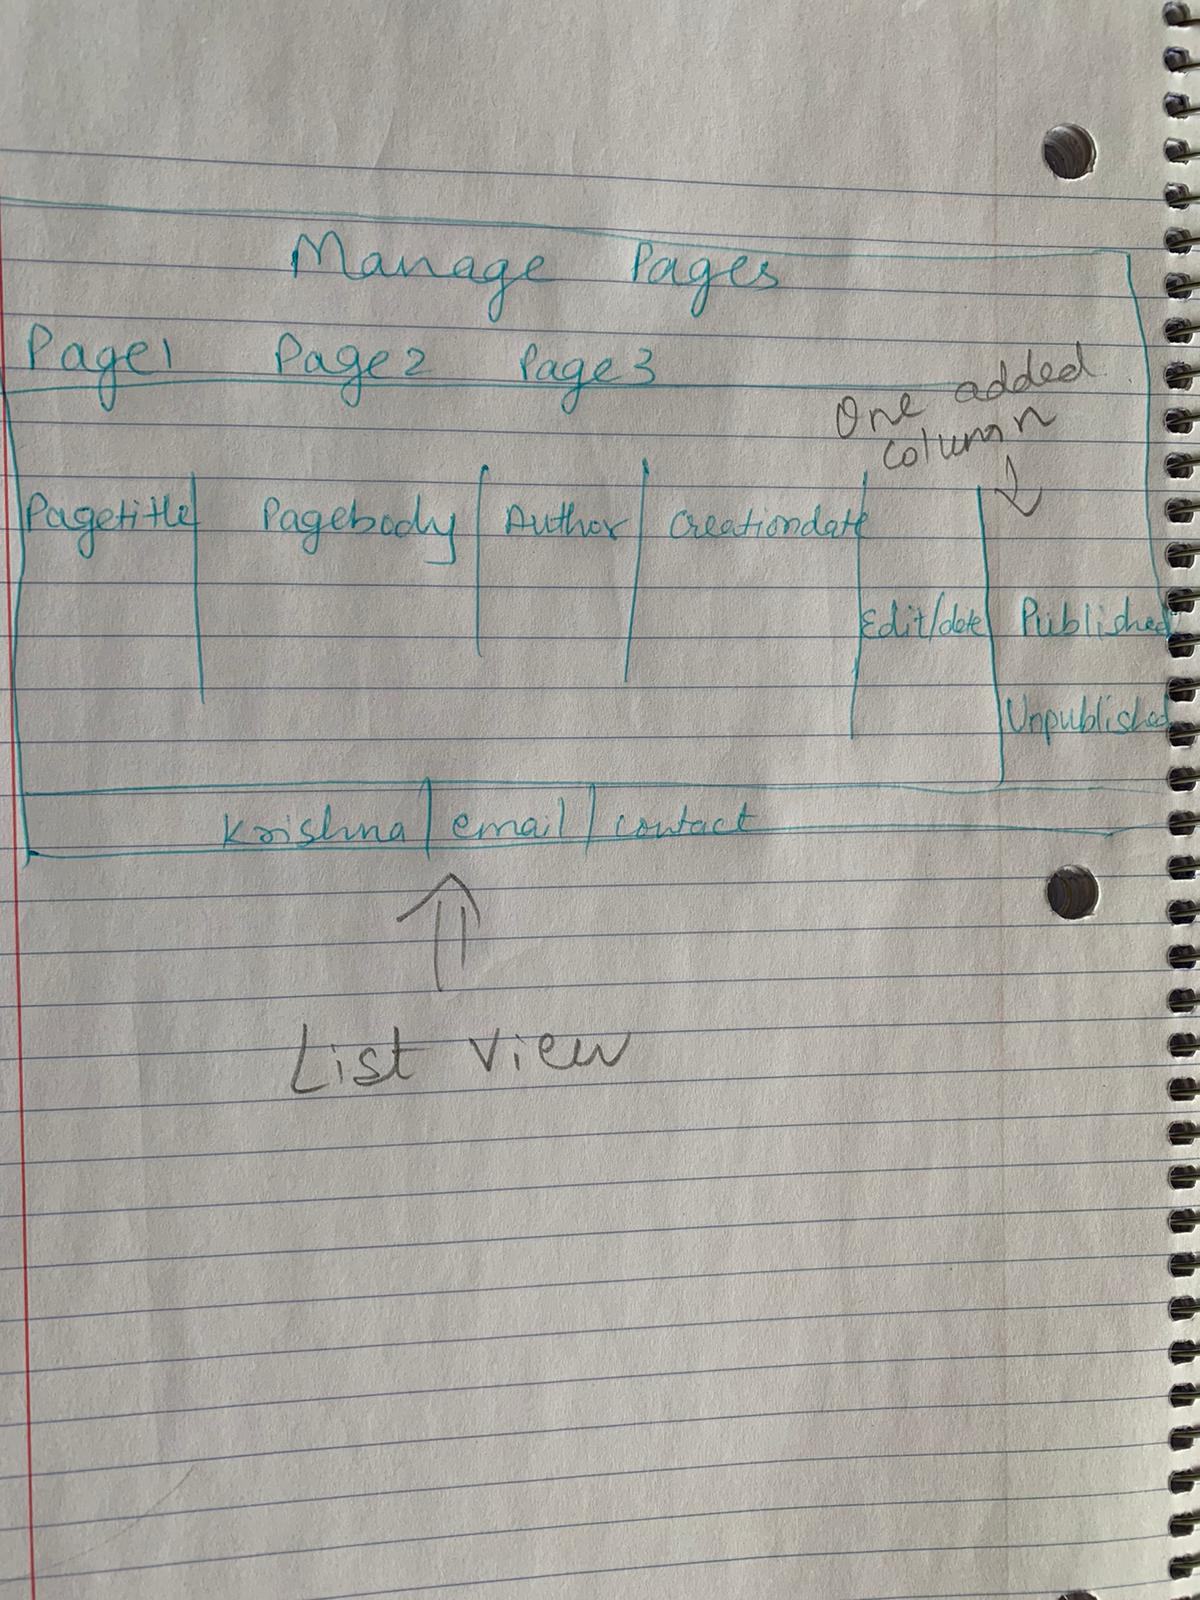 Manage Pages
Page1 Page2 Page3
One added
column
Pagetitle Pagebody Author Creationdate
Edit/dete Published
Unpublished
Krishna email contact
List View